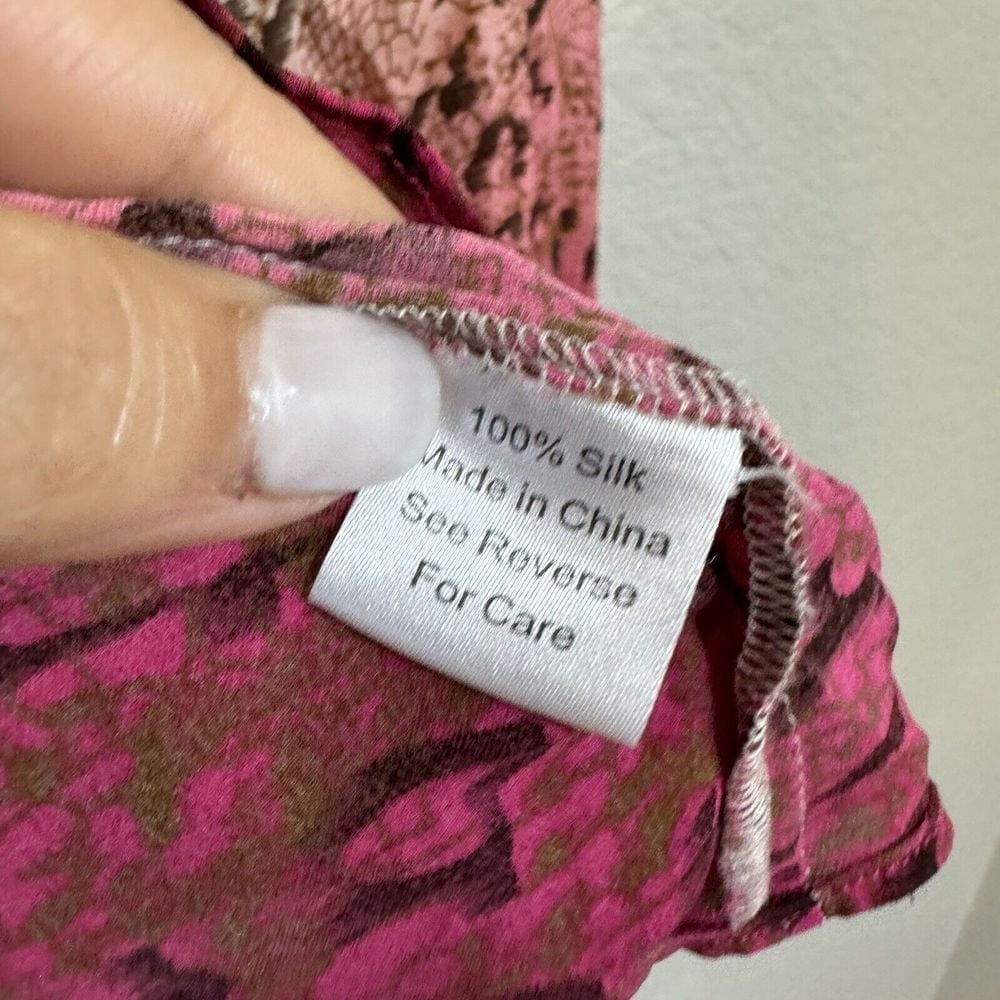 100% Silk
Made in China
See Reverse
For Care